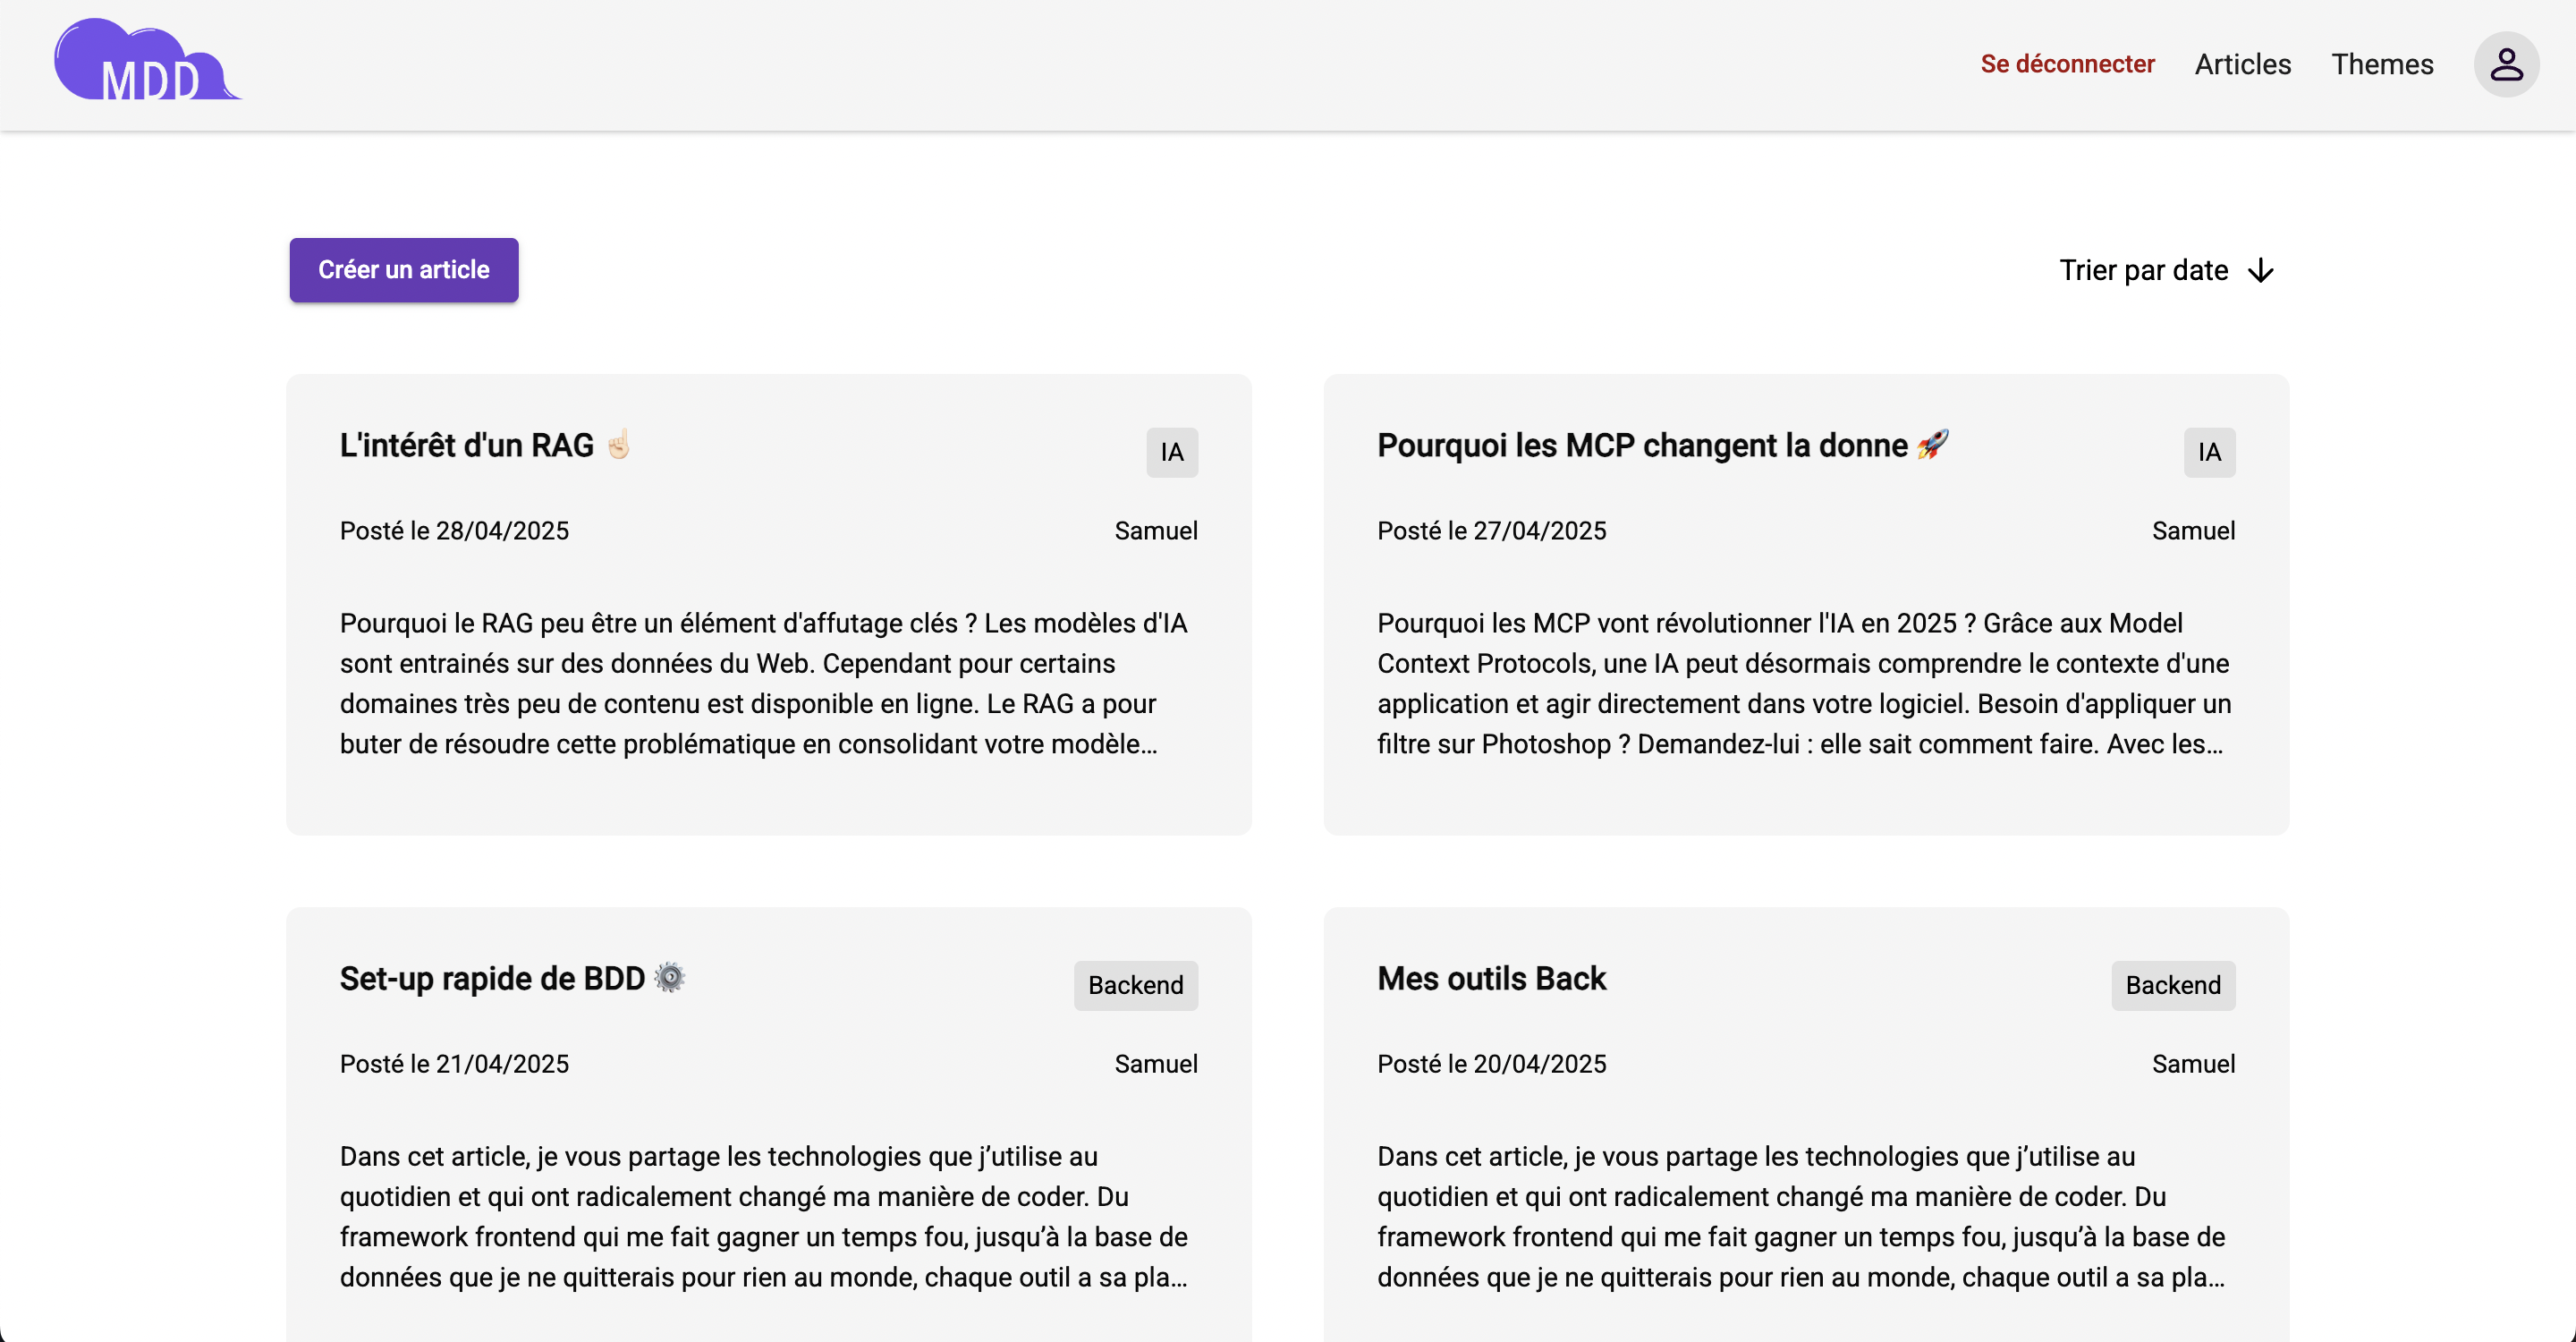 MDD
Se déconnecter
Articles
Themes
Créer un article
Trier par date
L'intérêt d'un RAG ☝🏻
IA
Posté le 28/04/2025
Samuel
Pourquoi le RAG peu être un élément d'affutage clés ? Les modèles d'IA
sont entrainés sur des données du Web. Cependant pour certains
domaines très peu de contenu est disponible en ligne. Le RAG a pour
buter de résoudre cette problématique en consolidant votre modèle…
Pourquoi les MCP changent la donne 🚀
IA
Posté le 27/04/2025
Samuel
Pourquoi les MCP vont révolutionner l'IA en 2025 ? Grâce aux Model
Context Protocols, une IA peut désormais comprendre le contexte d'une
application et agir directement dans votre logiciel. Besoin d'appliquer un
filtre sur Photoshop ? Demandez-lui : elle sait comment faire. Avec les…
Set-up rapide de BDD ⚙️
Backend
Posté le 21/04/2025
Samuel
Dans cet article, je vous partage les technologies que j’utilise au
quotidien et qui ont radicalement changé ma manière de coder. Du
framework frontend qui me fait gagner un temps fou, jusqu’à la base de
données que je ne quitterais pour rien au monde, chaque outil a sa pla…
Mes outils Back
Backend
Posté le 20/04/2025
Samuel
Dans cet article, je vous partage les technologies que j’utilise au
quotidien et qui ont radicalement changé ma manière de coder. Du
framework frontend qui me fait gagner un temps fou, jusqu’à la base de
données que je ne quitterais pour rien au monde, chaque outil a sa pla…